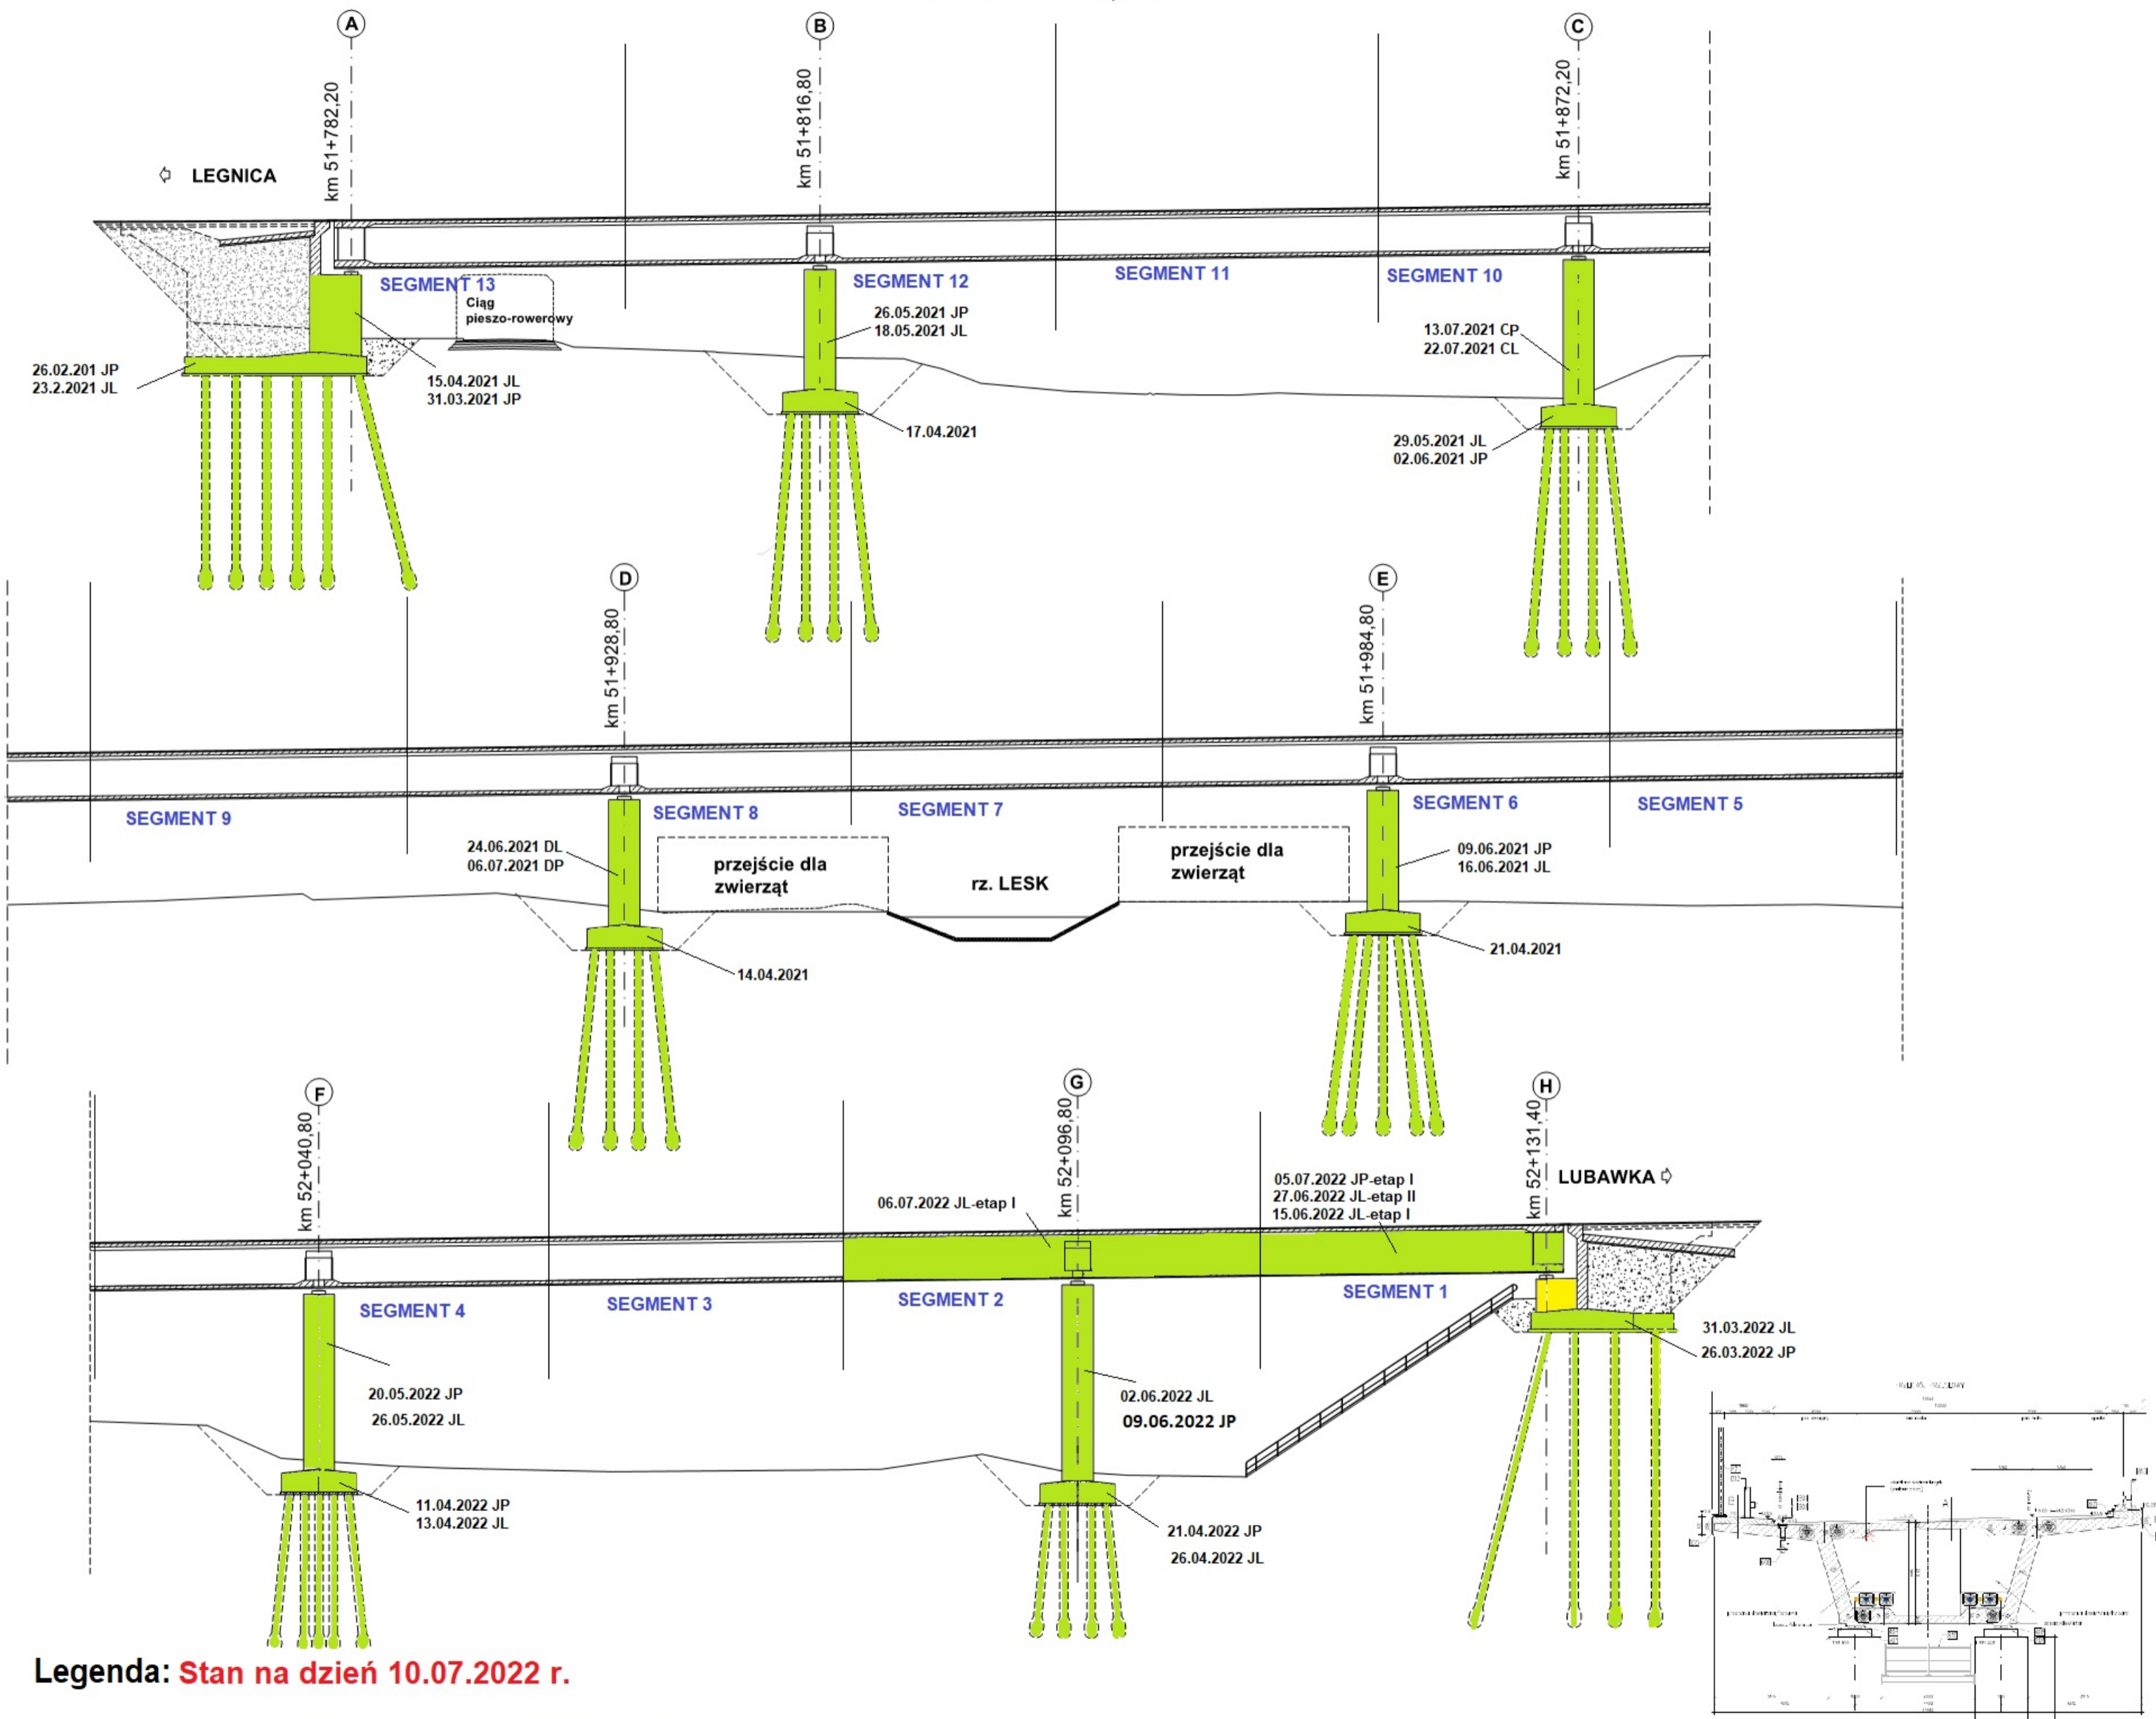 A
B
C
km 51+782,20
km 51+816,80
km 51+872,20
LEGNICA
SEGMENT 13
SEGMENT 12
SEGMENT 11
SEGMENT 10
Ciąg
pieszo-rowerowy
26.05.2021 JP
18.05.2021 JL
13.07.2021 CP
22.07.2021 CL
26.02.201 JP
23.2.2021 JL
15.04.2021 JL
31.03.2021 JP
17.04.2021
29.05.2021 JL
02.06.2021 JP
D
E
km 51+928,80
km 51+984,80
SEGMENT 9
SEGMENT 8
SEGMENT 7
SEGMENT 6
SEGMENT 5
24.06.2021 DL
06.07.2021 DP
przejście dla
zwierząt
rz. LESK
przejście dla
zwierząt
09.06.2021 JP
16.06.2021 JL
14.04.2021
21.04.2021
F
G
H
km 52+040,80
km 52+096,80
km 52+131,40
LUBAWKA
06.07.2022 JL-etap I
05.07.2022 JP-etap I
27.06.2022 JL-etap II
15.06.2022 JL-etap I
SEGMENT 4
SEGMENT 3
SEGMENT 2
SEGMENT 1
31.03.2022 JL
26.03.2022 JP
20.05.2022 JP
26.05.2022 JL
02.06.2022 JL
09.06.2022 JP
11.04.2022 JP
13.04.2022 JL
21.04.2022 JP
26.04.2022 JL
Legenda: Stan na dzień 10.07.2022 r.